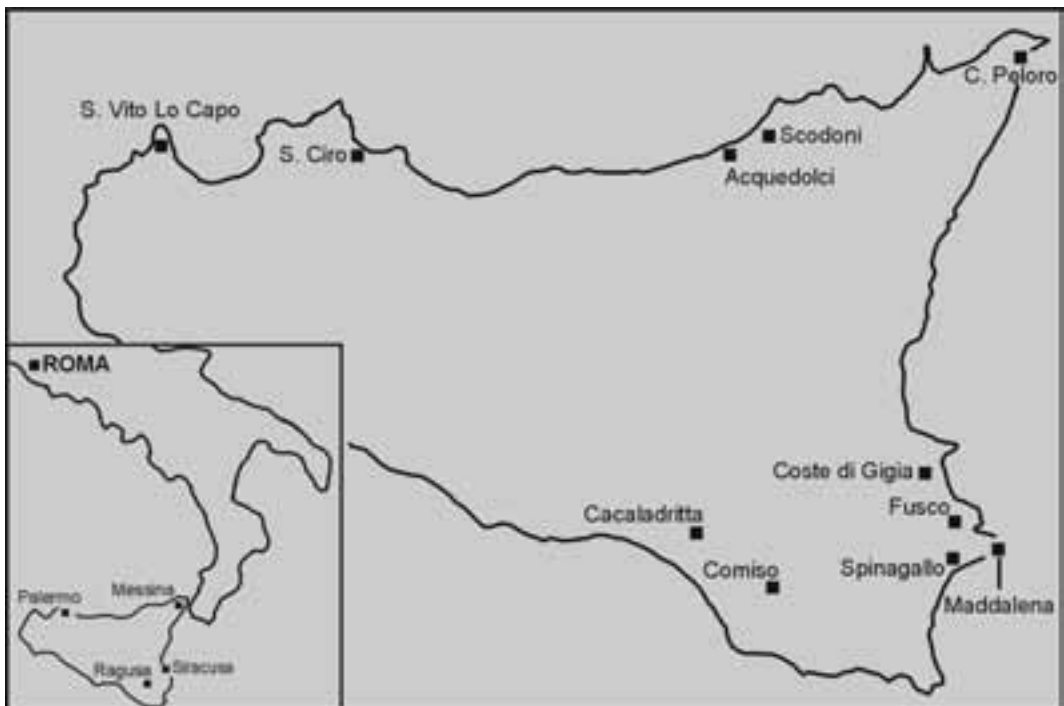 C. Peloro
S. Vito Lo Capo
Scodoni
S. Ciro
Acquedolci
ROMA
Coste di Gigia
Fusco
Cacaladritta
Comiso
Spinagallo
Maddalena
Messina
Palermo
Ragusa
Siracusa